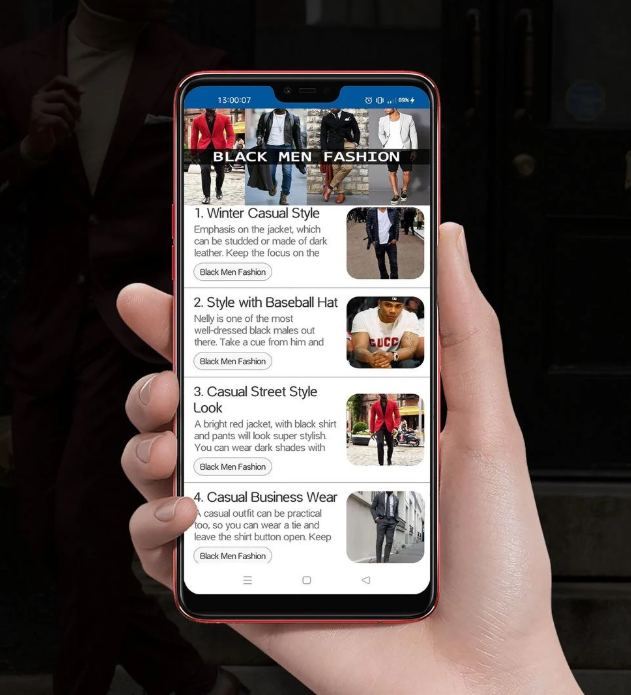 13:00:07
99%
BLACK MEN FASHION
1. Winter Casual Style
Emphasis on the jacket, which
can be studded or made of dark
leather. Keep the focus on the
Black Men Fashion
2. Style with Baseball Hat
Nelly is one of the most
well-dressed black males out
there. Take a cue from him and
Black Men Fashion
GUCC
3. Casual Street Style
Look
A bright red jacket, with black shirt
and pants will look super stylish.
You can wear dark shades with
Black Men Fashion
4. Casual Business Wear
A casual outfit can be practical
too, so you can wear a tie and
leave the shirt button open. Keep
Black Men Fashion